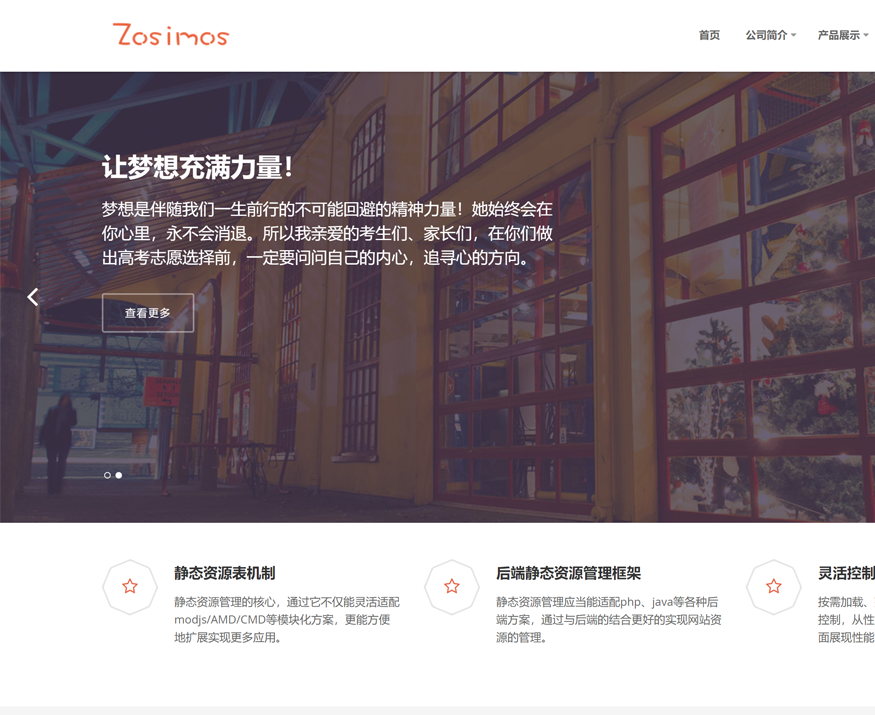 Zosimos
首页 公司简介 产品展示
让梦想充满力量！
梦想是伴随我们一生前行的不可能回避的精神力量！她始终会在
你心里，永不会消退。所以我亲爱的考生们、家长们，在你们做
出高考志愿选择前，一定要问问自己的内心，追寻心的方向。
查看更多
静态资源表机制
静态资源管理的核心，通过它不仅能灵活适配
modjs/AMD/CMD等模块化方案，更能方便
地扩展实现更多应用。
后端静态资源管理框架
静态资源管理应当能适配php、java等各种后
端方案，通过与后端的结合更好的实现网站资
源的管理。
灵活控制
按需加载、
控制，从性
面展现性能